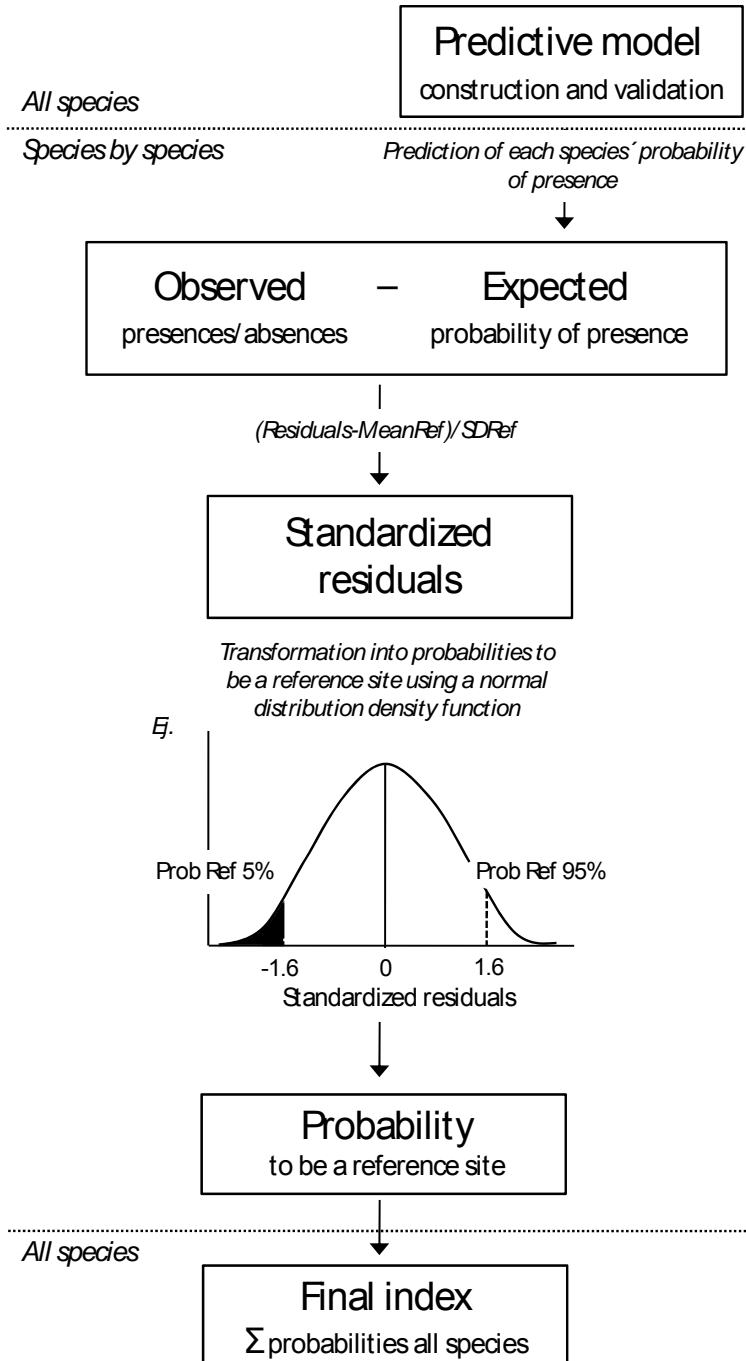 Predictive model
construction and validation
All species
Species by species
Prediction of each species´ probability
of presence
Observed – Expected
presences/absences probability of presence
(Residuals-MeanRef)/SDRef
Standardized
residuals
Transformation into probabilities to
be a reference site using a normal
distribution density function
Ej.
Prob Ref 5% Prob Ref 95%
-1.6 0 1.6
Standardized residuals
Probability
to be a reference site
All species
Final index
Σ probabilities all species